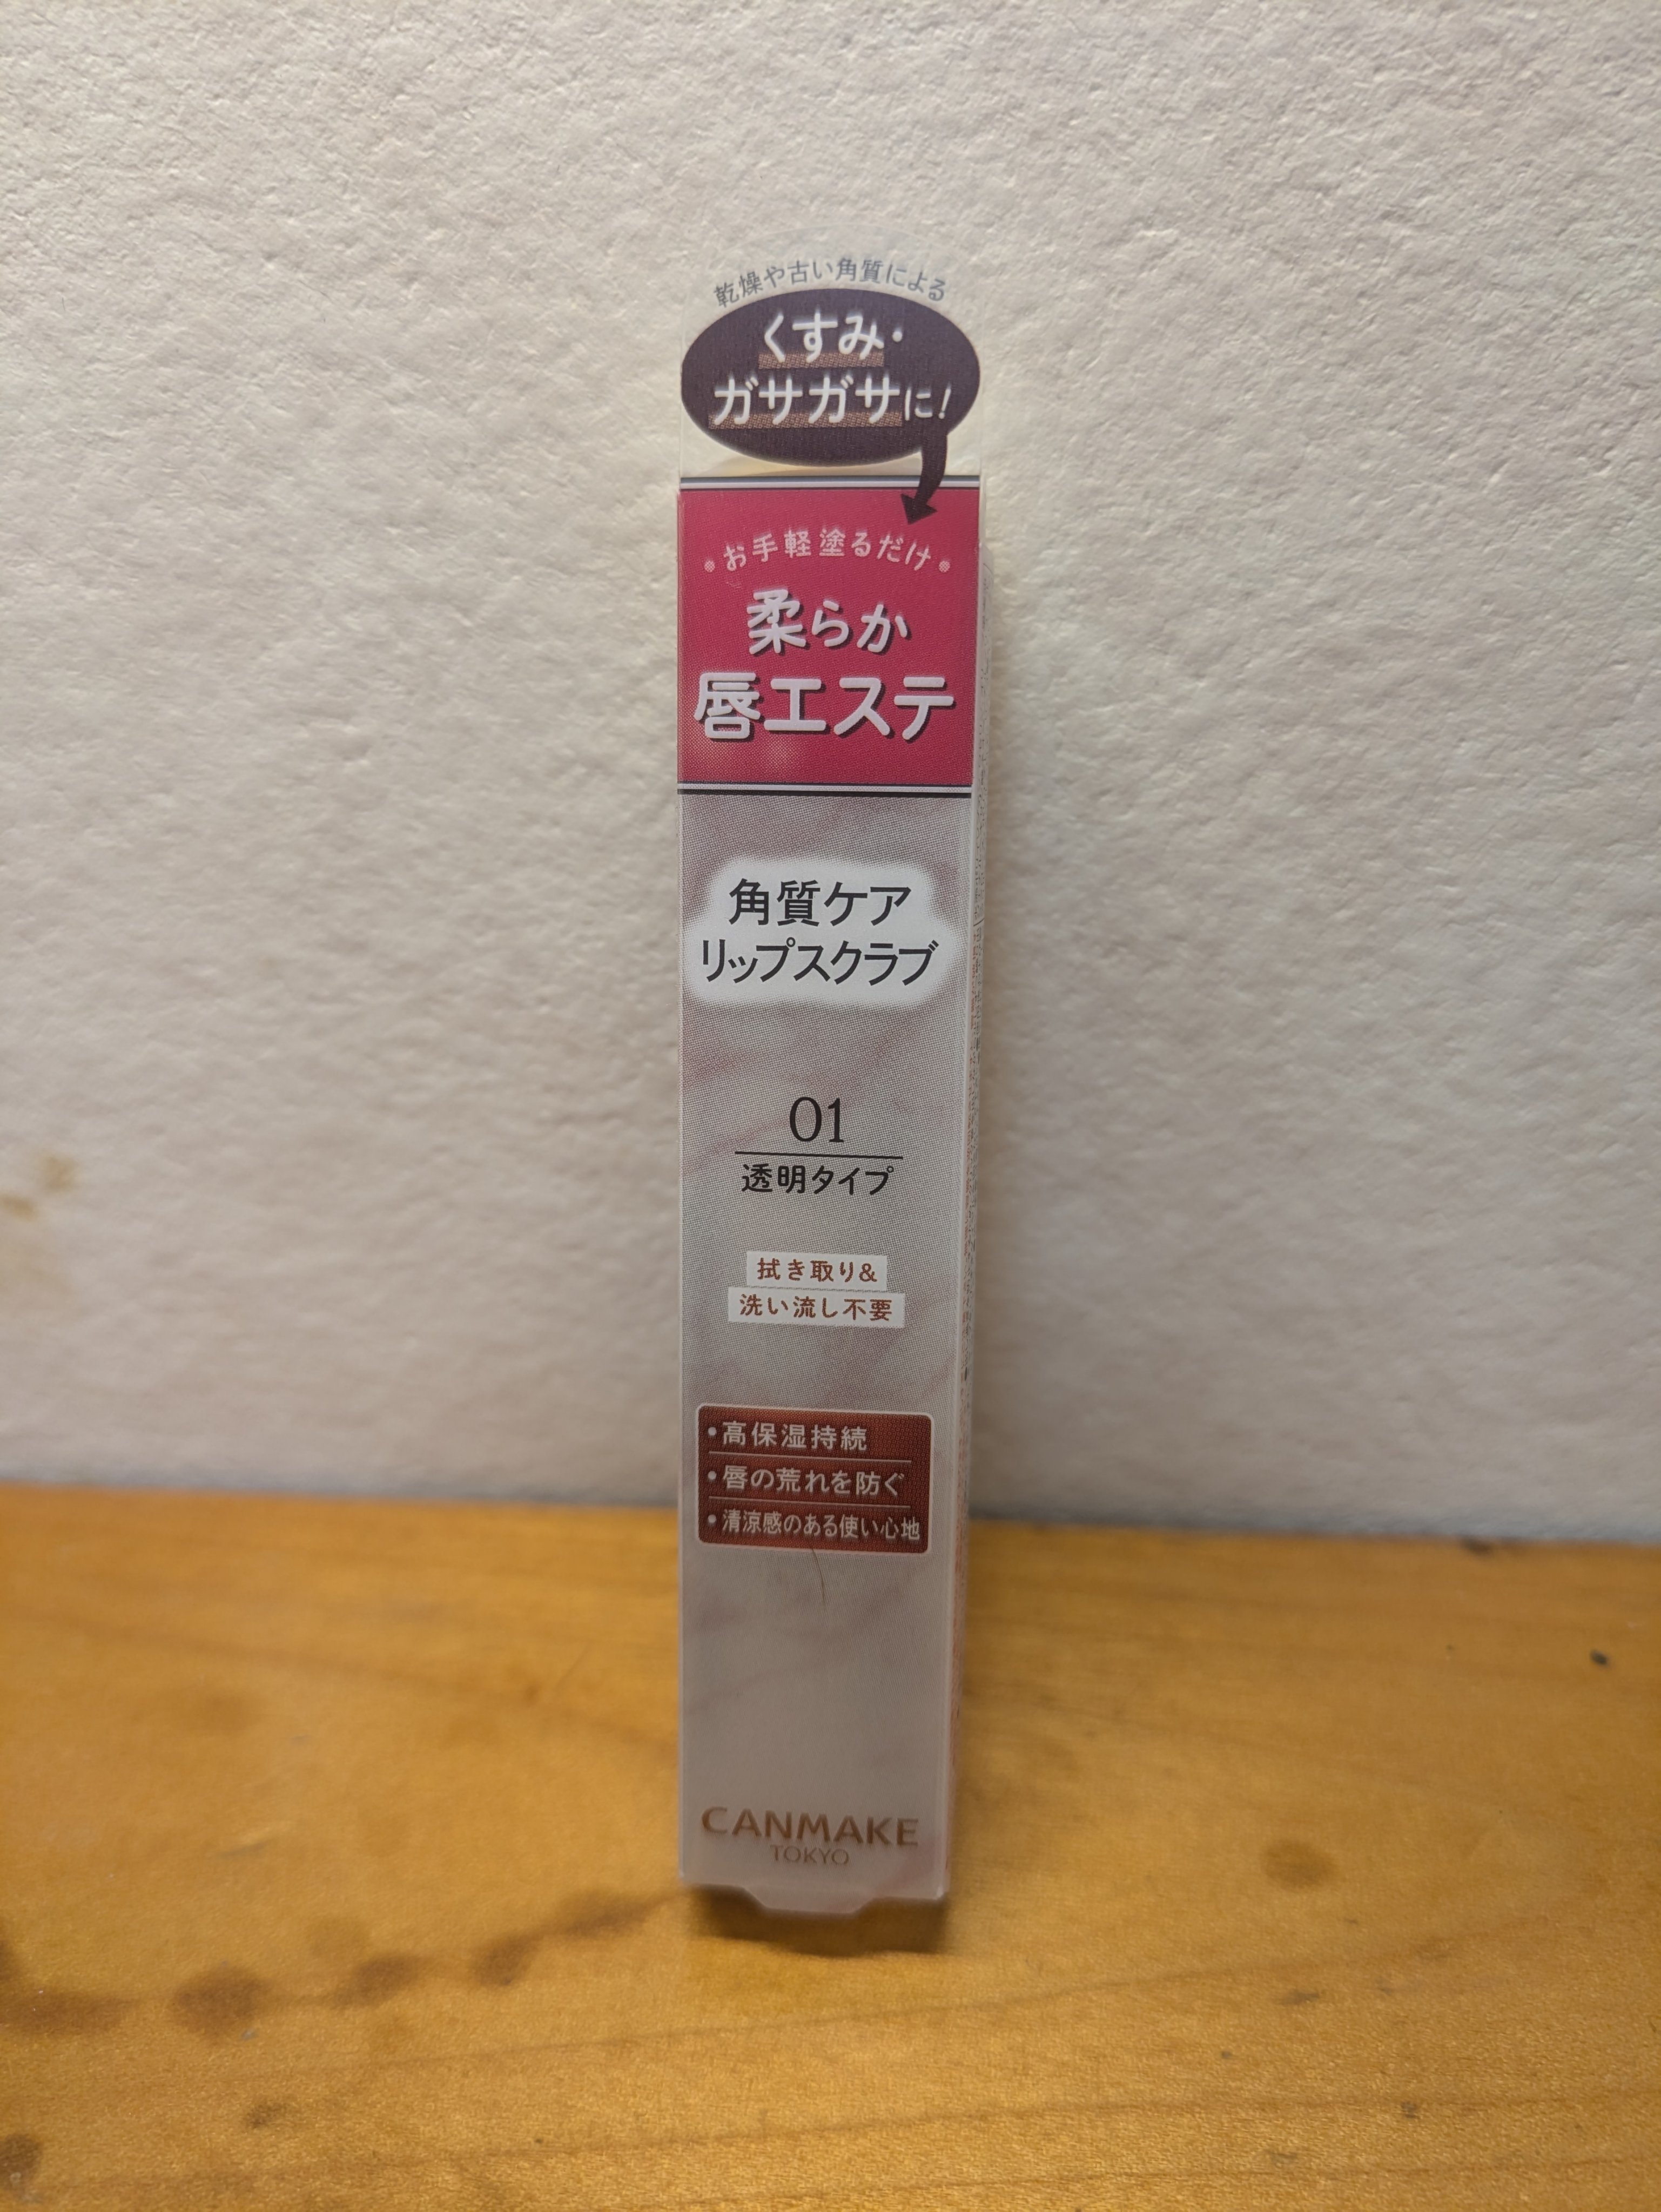 乾燥や古い角質による
くすみ・
ガサガサに!
・お手軽塗るだけ・
柔らか
唇エステ
角質ケア
リップスクラブ
01
透明タイプ
拭き取り&
洗い流し不要
・高保湿持続
・唇の荒れを防ぐ
・清涼感のある使い心地
CANMAKE
TOKYO